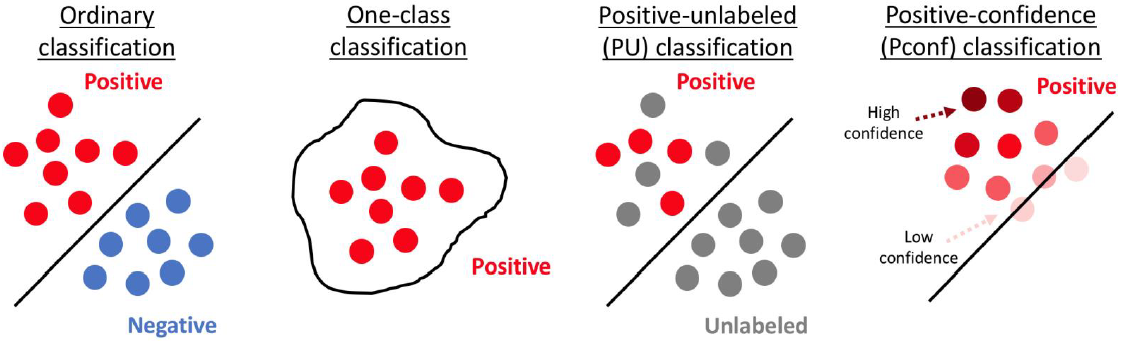 Ordinary
classification
Positive
Negative
One-class
classification
Positive
Positive-unlabeled
(PU) classification
Positive
Unlabeled
Positive-confidence
(Pconf) classification
Positive
High
confidence
Low
confidence